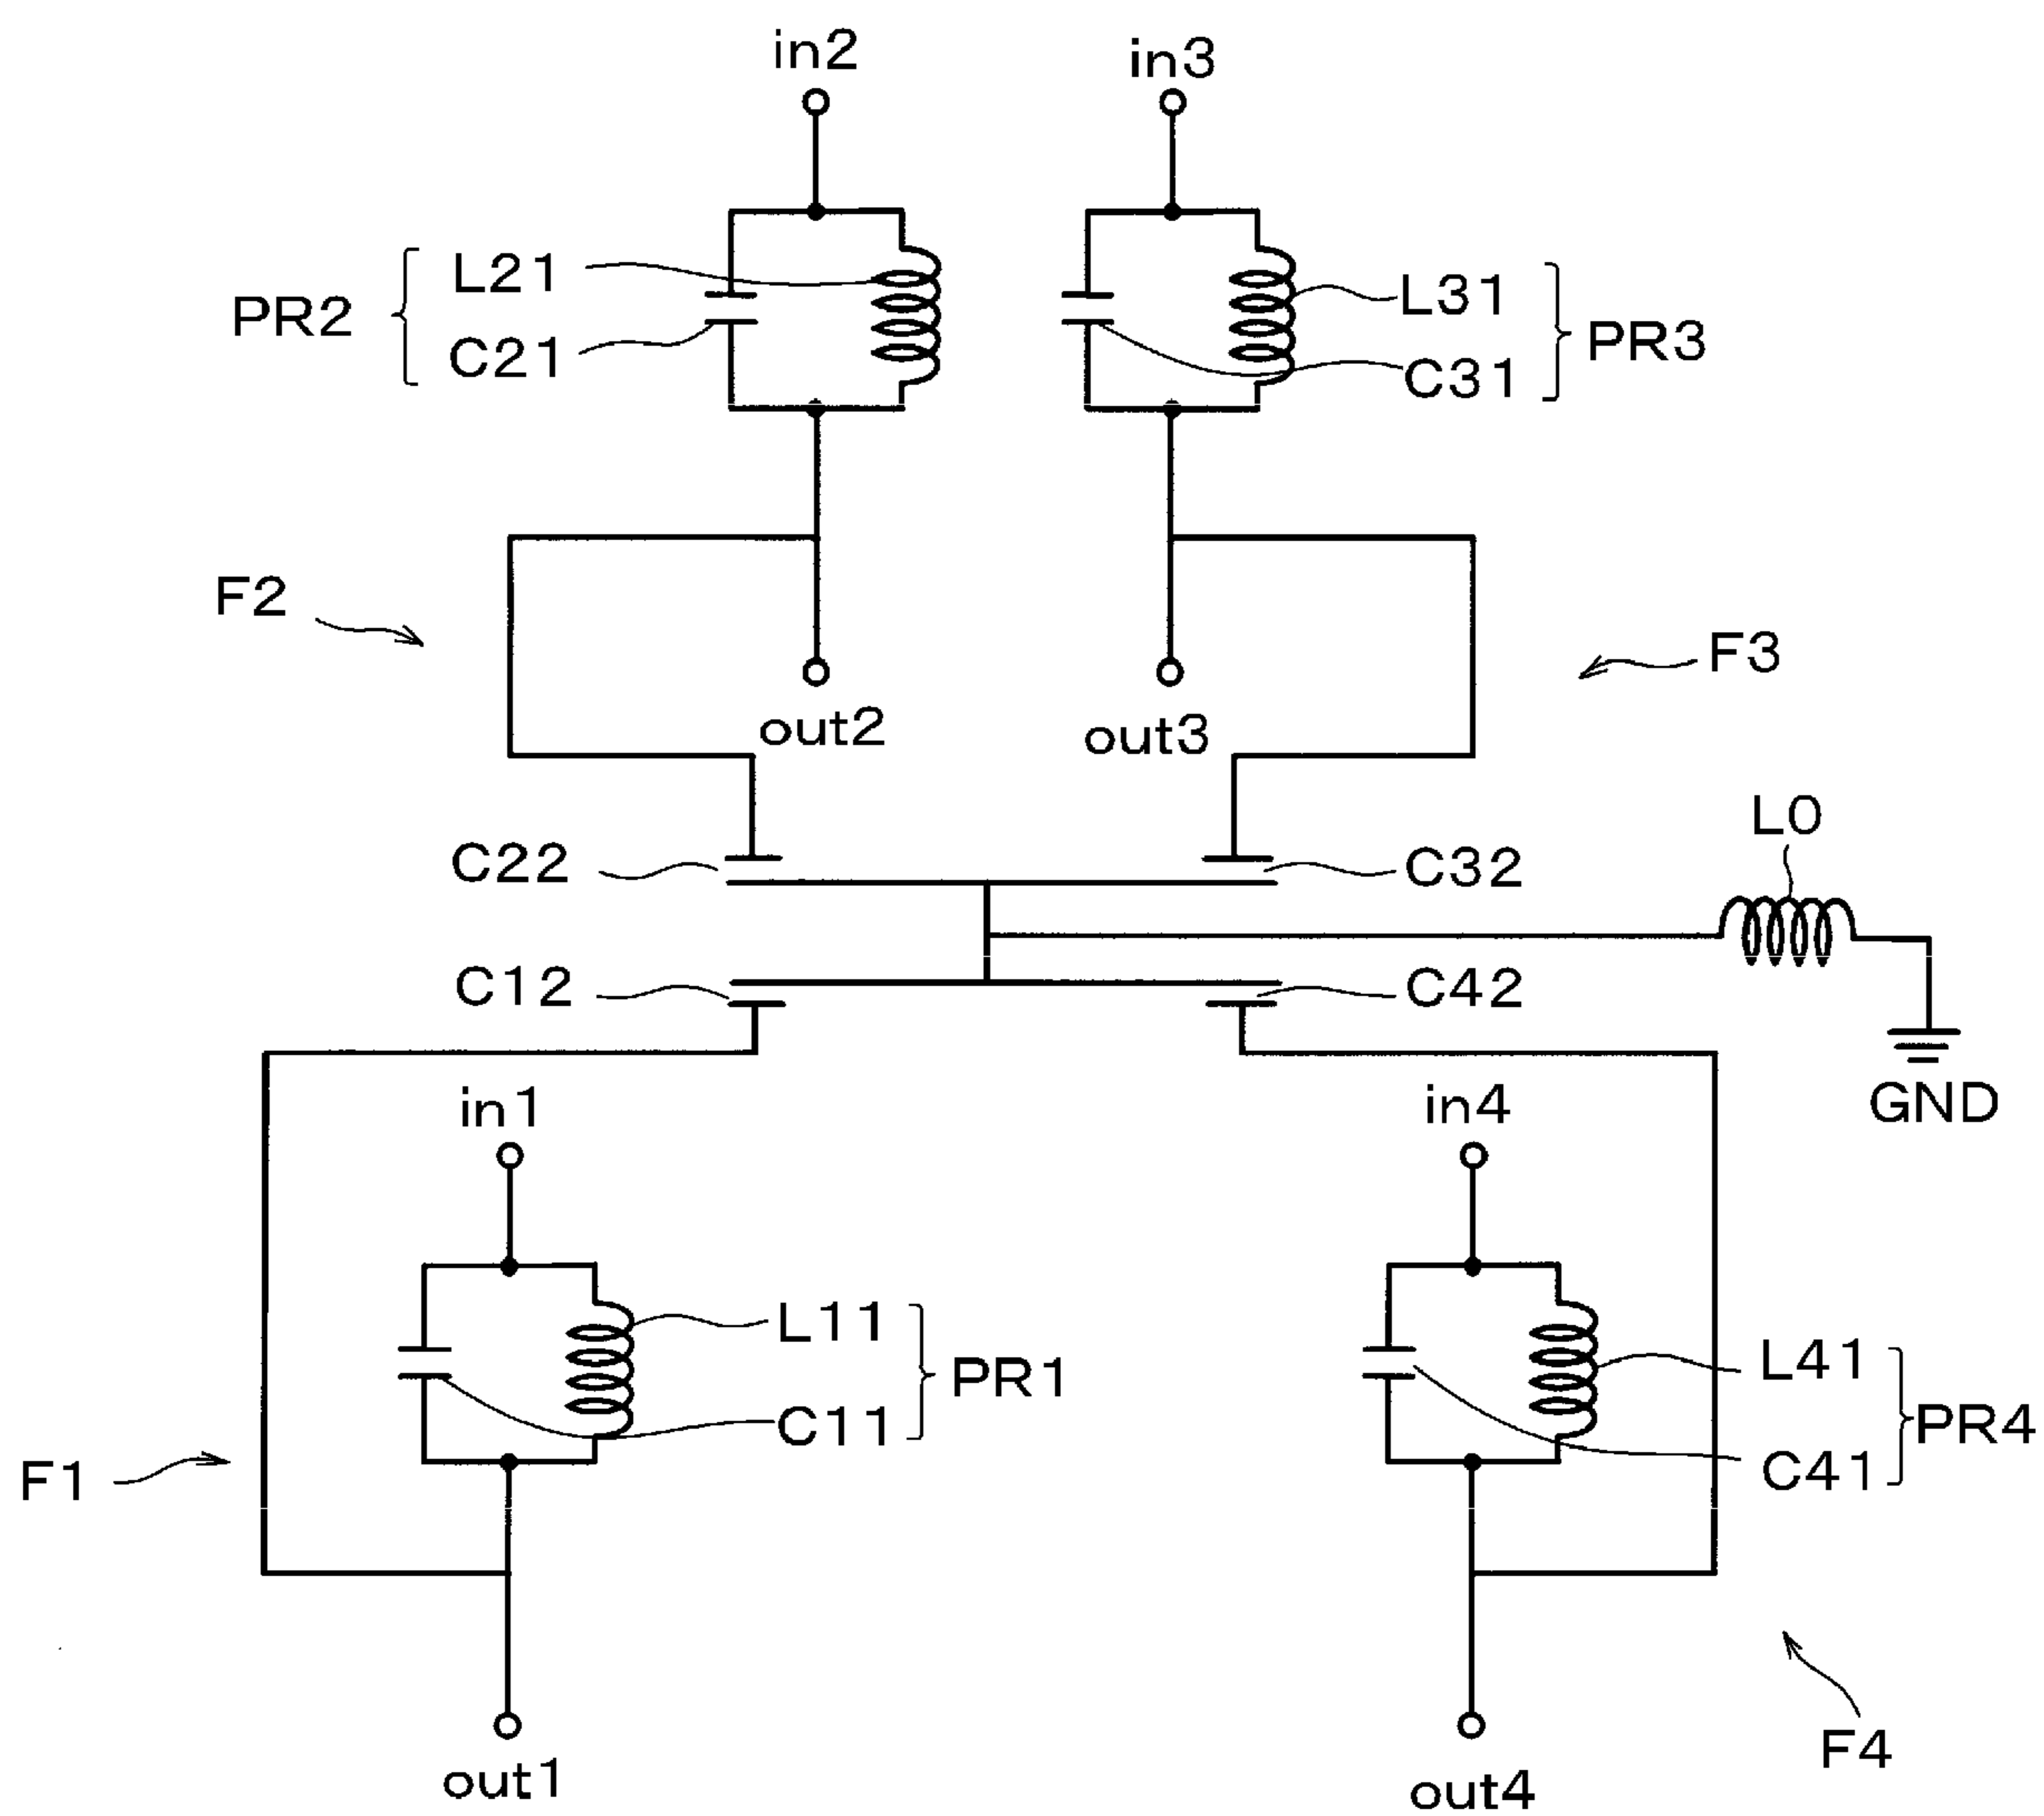 in2
in3
L21
PR2
C21
L31
PR3
C31
F2
F3
out2
out3
L0
C22
C32
C12
C42
GND
in1
in4
L11
PR1
C11
L41
PR4
C41
F1
F4
out1
out4